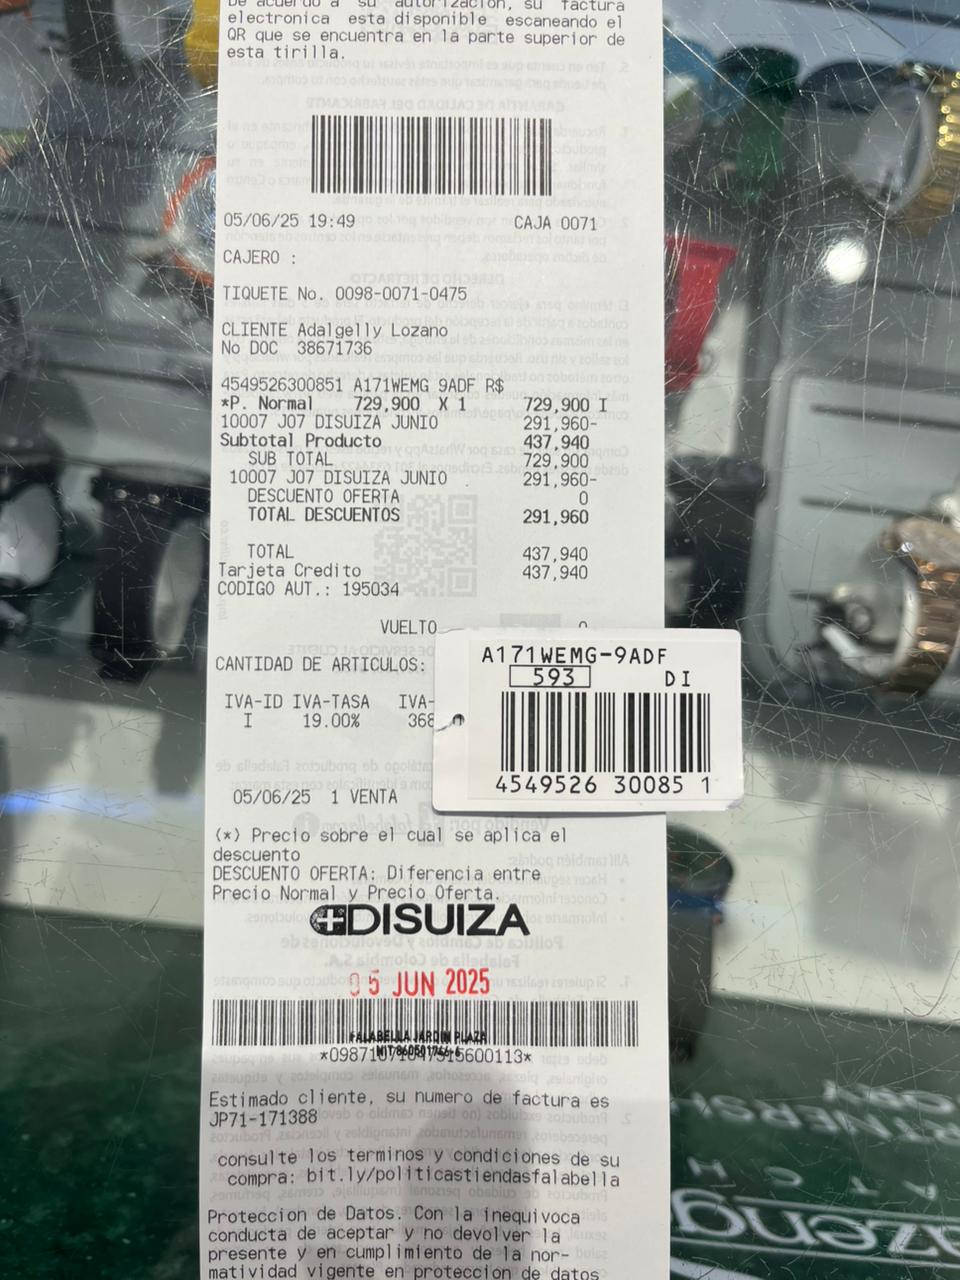 De acuerdo a su autorizacion, su factura
electronica esta disponible escaneando el
QR que se encuentra en la parte superior de
esta tirilla.
05/06/25 19:49 CAJA 0071
CAJERO :
TIQUETE No. 0098-0071-0475
CLIENTE Adalgelly Lozano
No DOC 38671736
4549526300851 A171WEMG 9ADF R$
*P. Normal 729,900 X 1 729,900 I
10007 J07 DISUIZA JUNIO 291,960-
Subtotal Producto 437,940
SUB TOTAL 729,900
10007 J07 DISUIZA JUNIO 291,960-
DESCUENTO OFERTA 0
TOTAL DESCUENTOS 291,960
TOTAL 437,940
Tarjeta Credito 437,940
CODIGO AUT.: 195034
VUELTO 0
CANTIDAD DE ARTICULOS:
IVA-ID IVA-TASA IVA-
I 19.00% 368
A171WEMG-9ADF
593 DI
4549526 30085 1
05/06/25 1 VENTA
(*) Precio sobre el cual se aplica el
descuento
DESCUENTO OFERTA: Diferencia entre
Precio Normal y Precio Oferta.
DISUIZA
05 JUN 2025
FALABELLA JARDIN PLAZA
Estimado cliente, su numero de factura es
JP71-171388
consulte los terminos y condiciones de su
compra: bit.ly/politicastiendasfalabella
Proteccion de Datos. Con la inequivoca
conducta de aceptar y no devolver la
presente y en cumplimiento de la nor-
matividad vigente en proteccion de datos